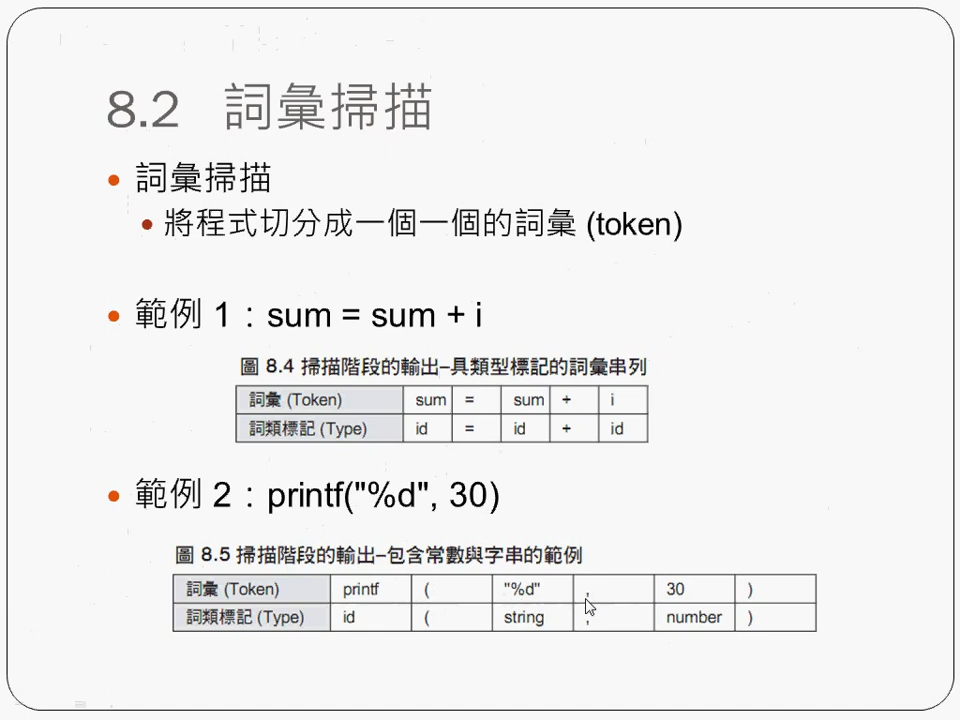 8.2 詞彙掃描
詞彙掃描
將程式切分成一個一個的詞彙 (token)
範例 1：sum = sum + i
圖 8.4 掃描階段的輸出–具類型標記的詞彙串列
詞彙 (Token) sum = sum + i
詞類標記 (Type) id = id + id
範例 2：printf("%d", 30)
圖 8.5 掃描階段的輸出–包含常數與字串的範例
詞彙 (Token) printf ( "%d" , 30 )
詞類標記 (Type) id ( string , number )